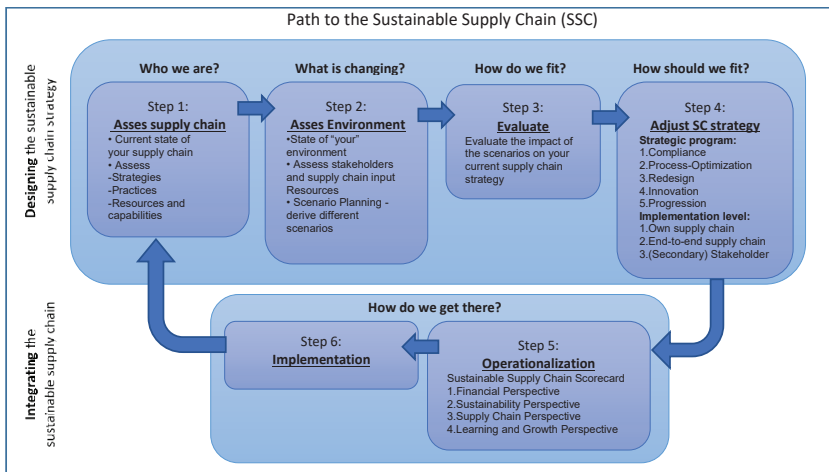 Path to the Sustainable Supply Chain (SSC)
Designing the sustainable
supply chain strategy
Who we are?
What is changing?
How do we fit?
How should we fit?
Step 1:
Asses supply chain
• Current state of
your supply chain
• Assess
-Strategies
-Practices
-Resources and
capabilities
Step 2:
Asses Environment
•State of "your"
environment
• Assess stakeholders
and supply chain input
Resources
• Scenario Planning -
derive different
scenarios
Step 3:
Evaluate
Evaluate the impact of
the scenarios on your
current supply chain
strategy
Step 4:
Adjust SC strategy
Strategic program:
1.Compliance
2.Process-Optimization
3.Redesign
4.Innovation
5.Progression
Implementation level:
1.Own supply chain
2.End-to-end supply chain
3.(Secondary) Stakeholder
Integrating the
sustainable supply chain
How do we get there?
Step 6:
Implementation
Step 5:
Operationalization
Sustainable Supply Chain Scorecard
1.Financial Perspective
2.Sustainability Perspective
3.Supply Chain Perspective
4.Learning and Growth Perspective